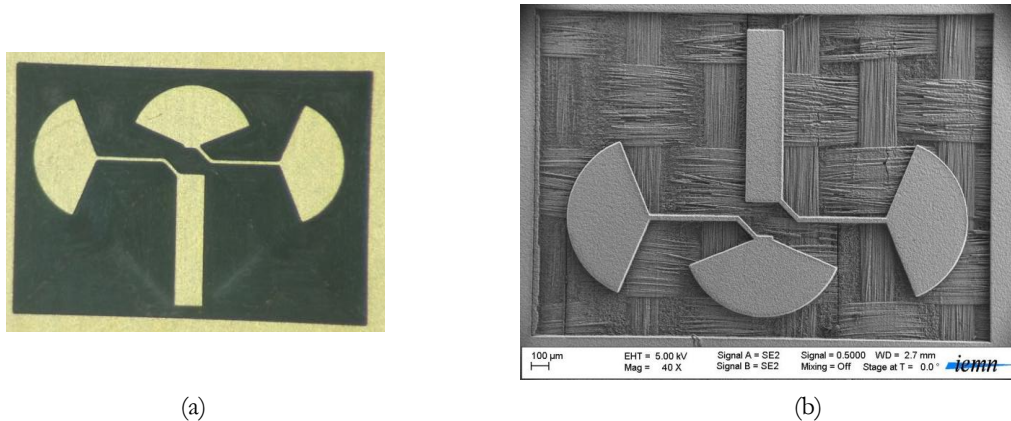 100 µm
EHT = 5.00 kV Signal A = SE2 Signal = 0.5000 WD = 2.7 mm
Mag = 40 X Signal B = SE2 Mixing = Off Stage at T = 0.0 °
iemn
(a) (b)